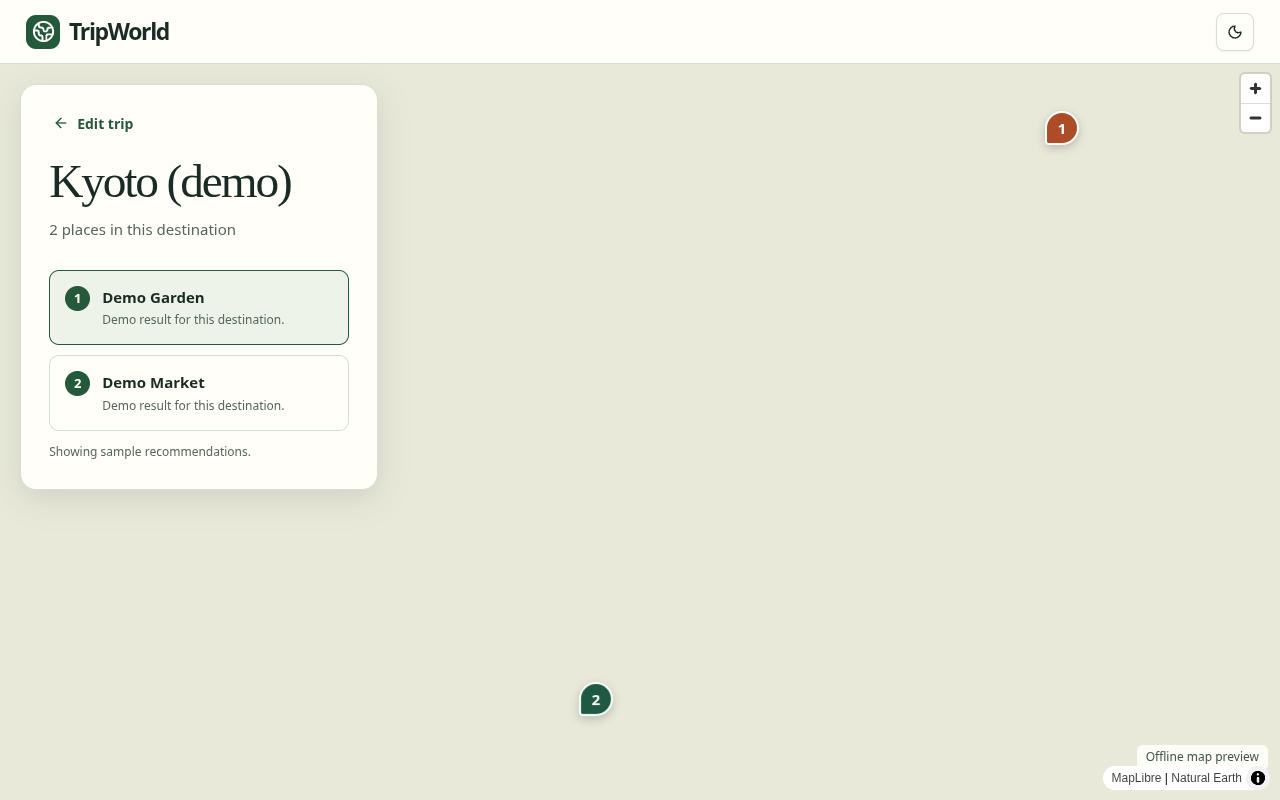 TripWorld
Edit trip
Kyoto (demo)
2 places in this destination
1 Demo Garden
Demo result for this destination.
2 Demo Market
Demo result for this destination.
Showing sample recommendations.
1
2
Offline map preview
MapLibre | Natural Earth